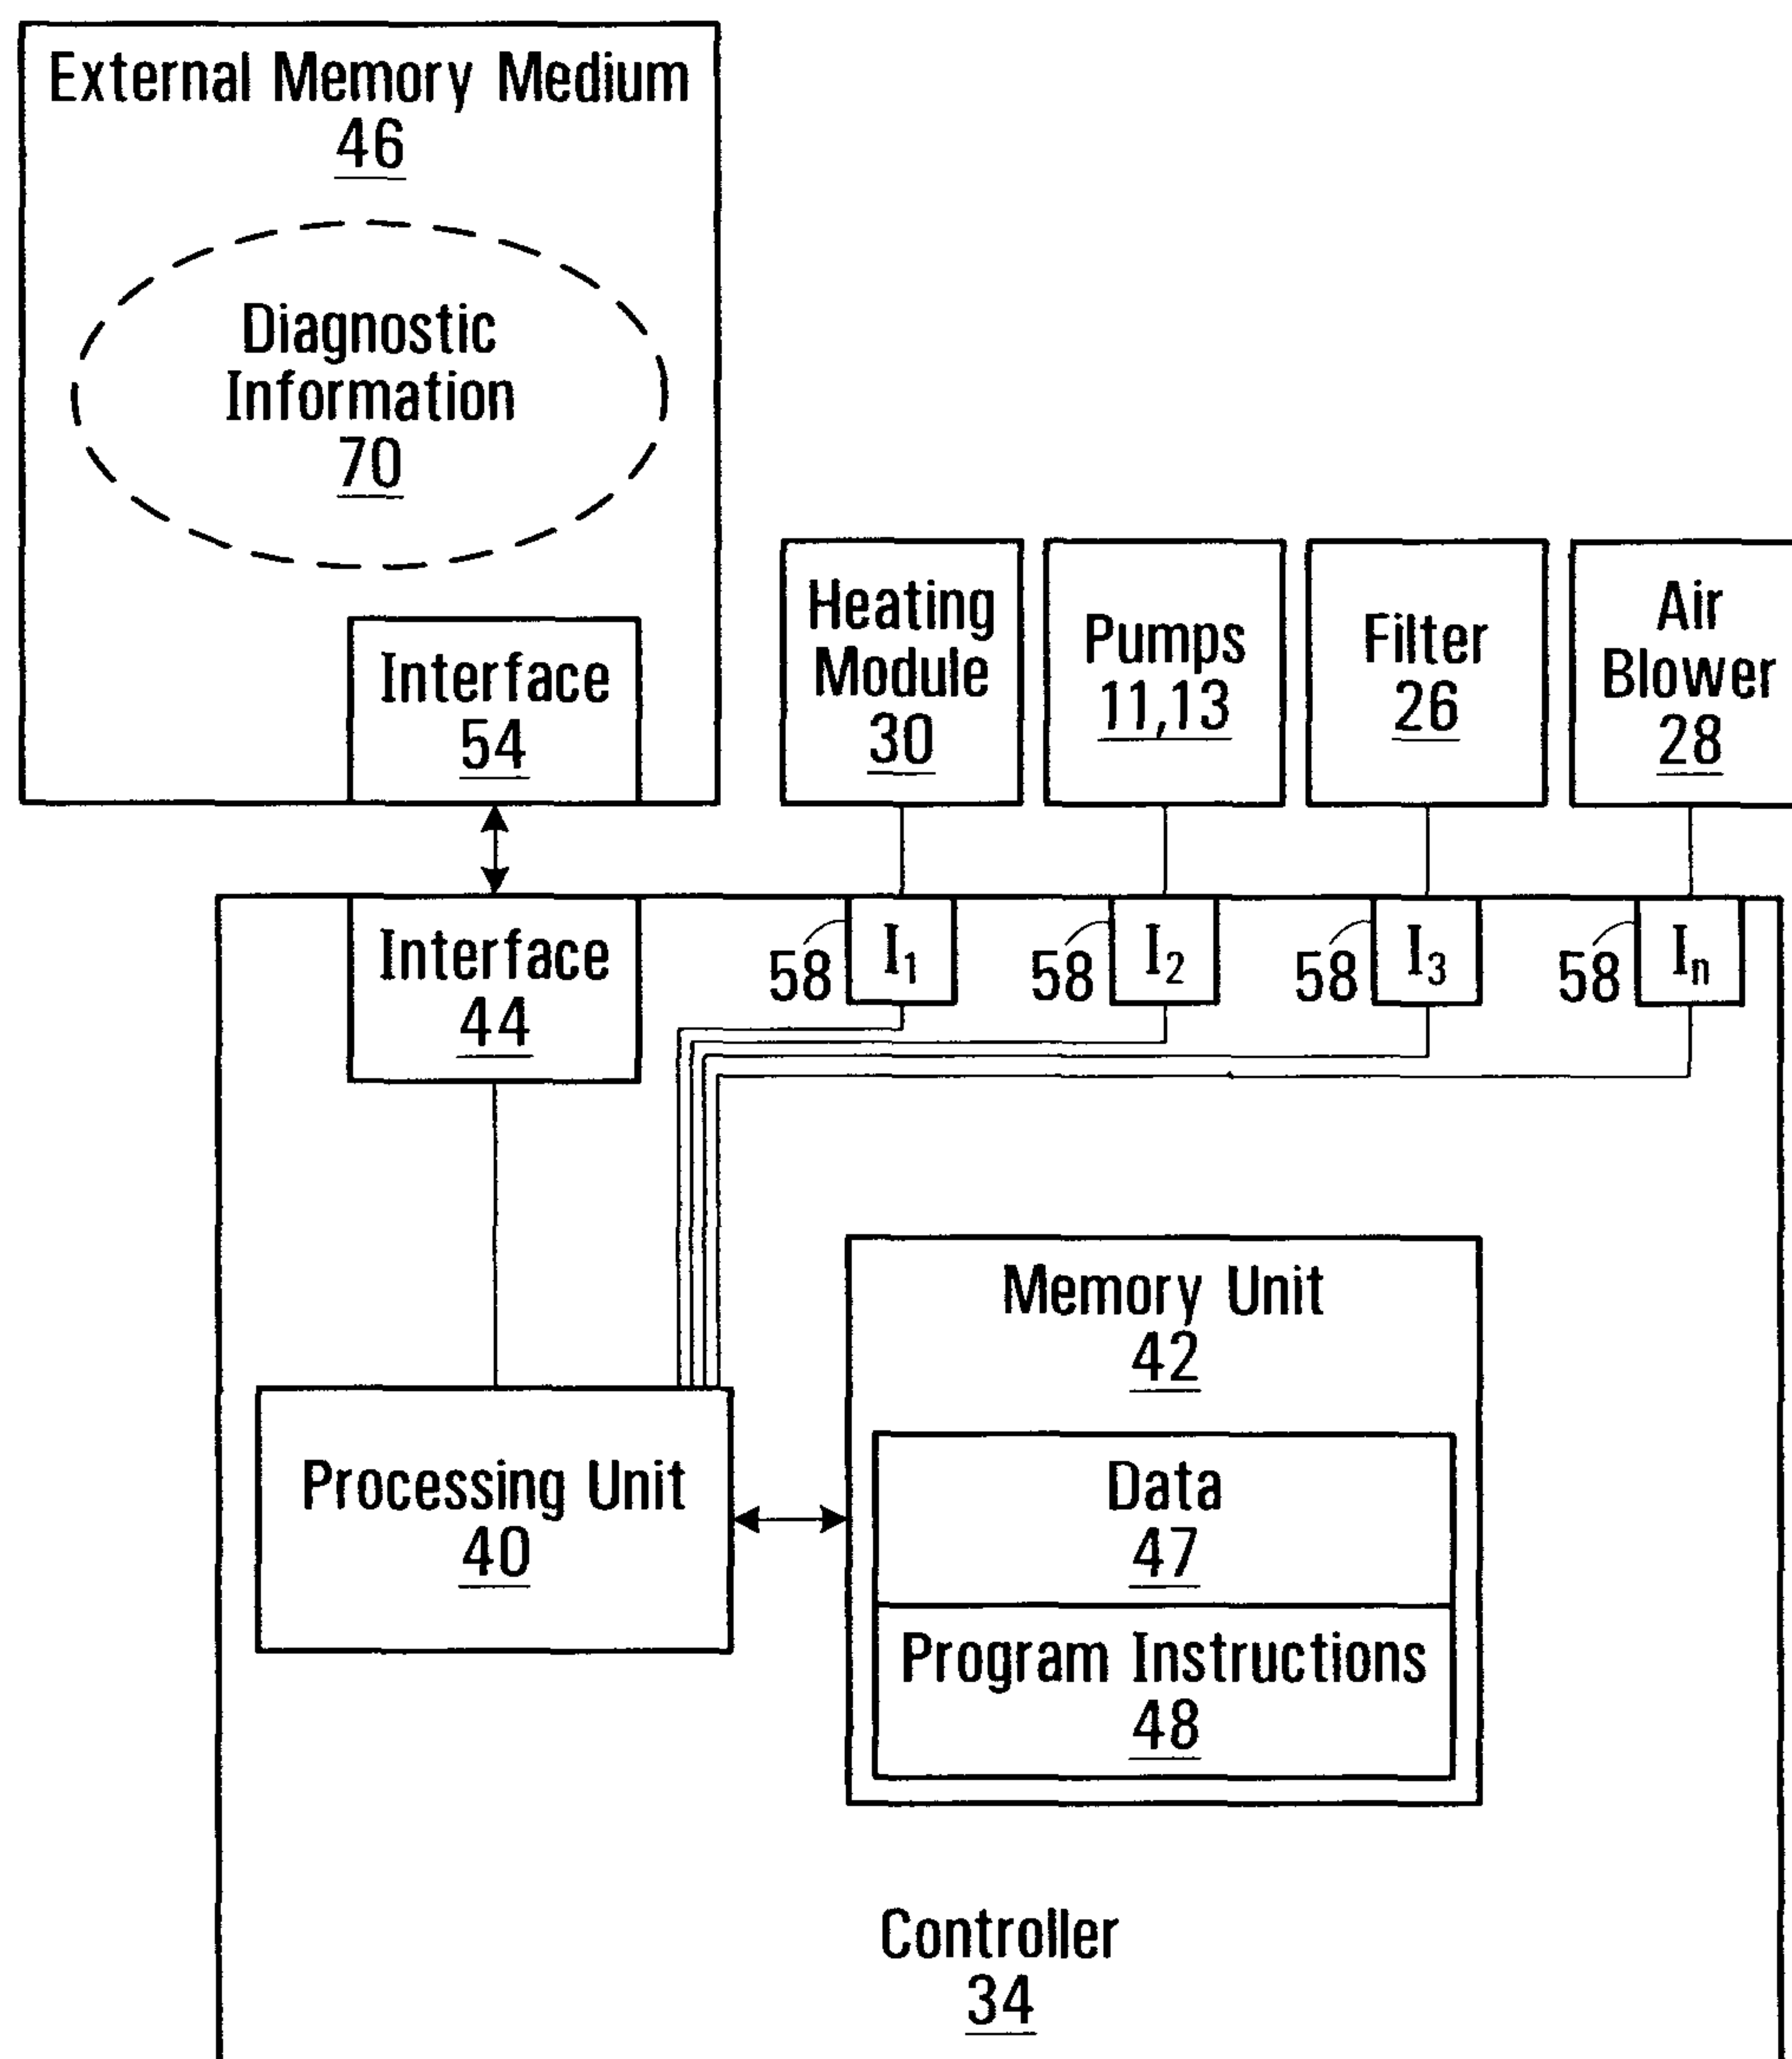 External Memory Medium
46
Diagnostic
Information
70
Interface
54
Heating
Module
30
Pumps
11,13
Filter
26
Air
Blower
28
Interface
44
58
I₁
58
I₂
58
I₃
58
Iₙ
Memory Unit
42
Processing Unit
40
Data
47
Program Instructions
48
Controller
34